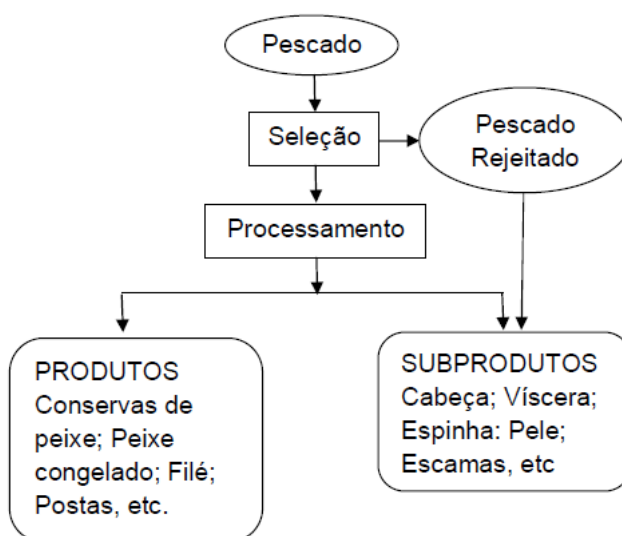 Pescado
Seleção
Pescado
Rejeitado
Processamento
PRODUTOS
Conservas de
peixe; Peixe
congelado; Filé;
Postas, etc.
SUBPRODUTOS
Cabeça; Víscera;
Espinha: Pele;
Escamas, etc